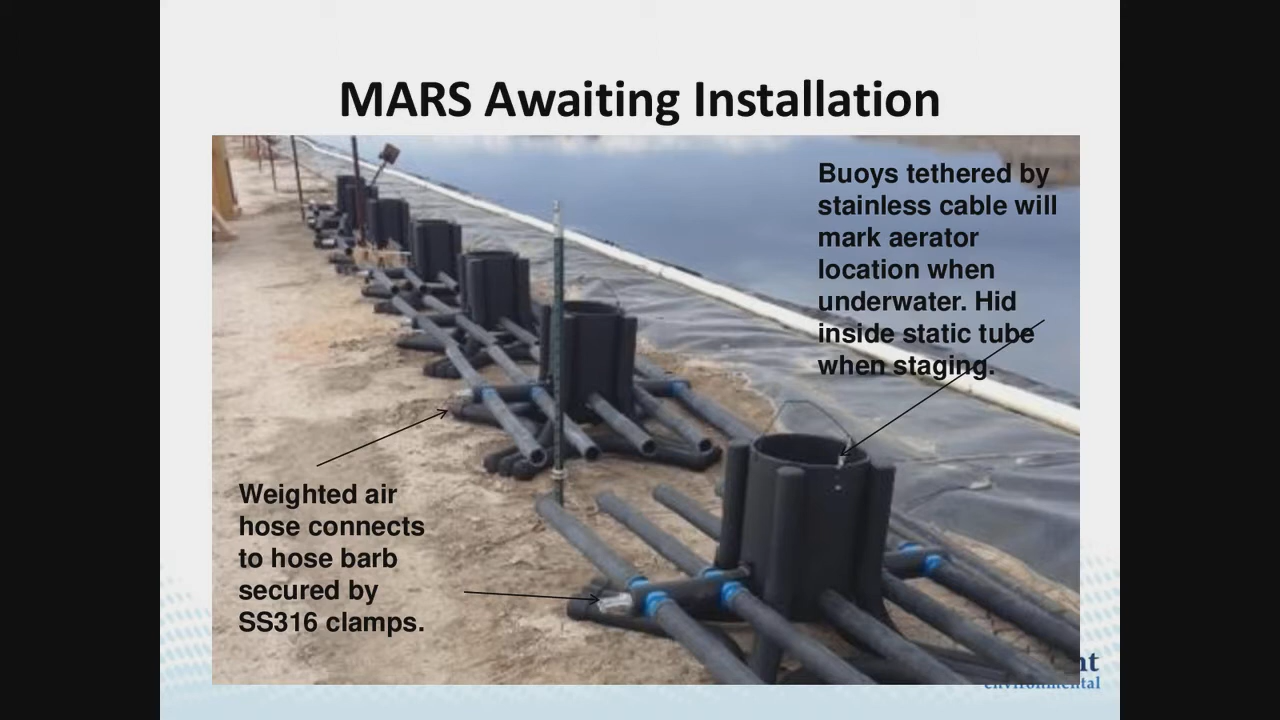 MARS Awaiting Installation
Buoys tethered by
stainless cable will
mark aerator
location when
underwater. Hid
inside static tube
when staging.
Weighted air
hose connects
to hose barb
secured by
SS316 clamps.
environmental